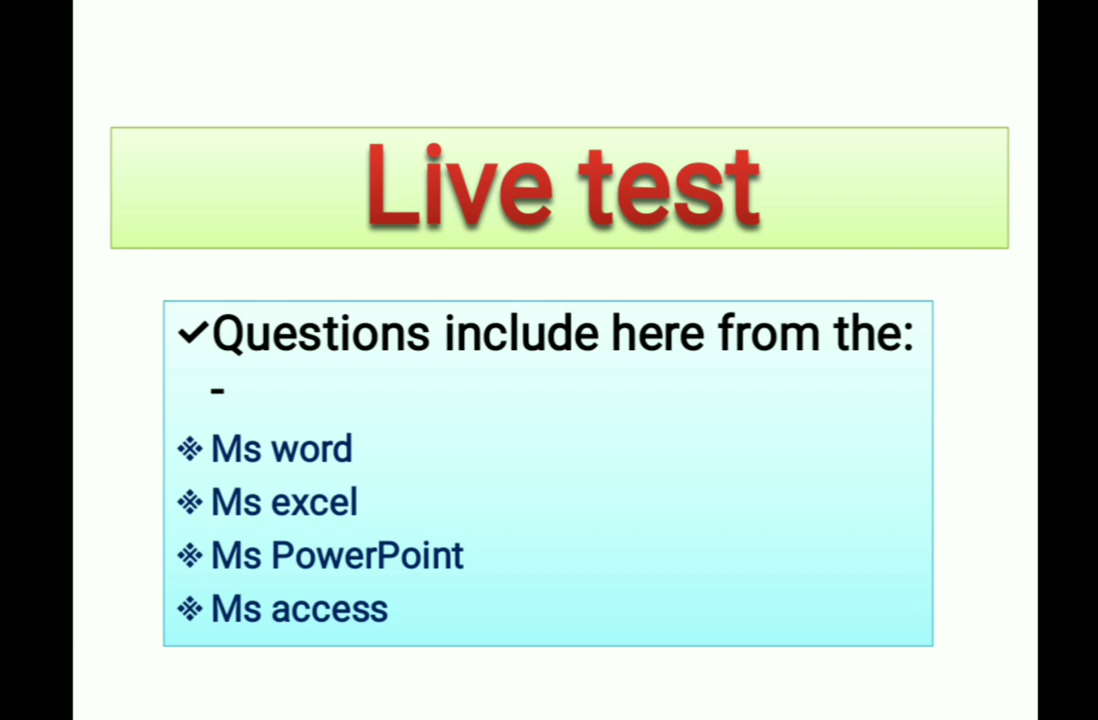 Live test
✓Questions include here from the:
-
❖ Ms word
❖ Ms excel
❖ Ms PowerPoint
❖ Ms access